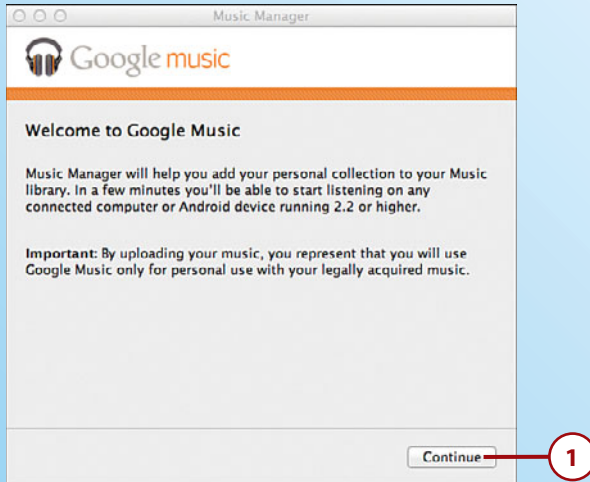 Music Manager
Google music
Welcome to Google Music
Music Manager will help you add your personal collection to your Music
library. In a few minutes you'll be able to start listening on any
connected computer or Android device running 2.2 or higher.
Important: By uploading your music, you represent that you will use
Google Music only for personal use with your legally acquired music.
Continue 1